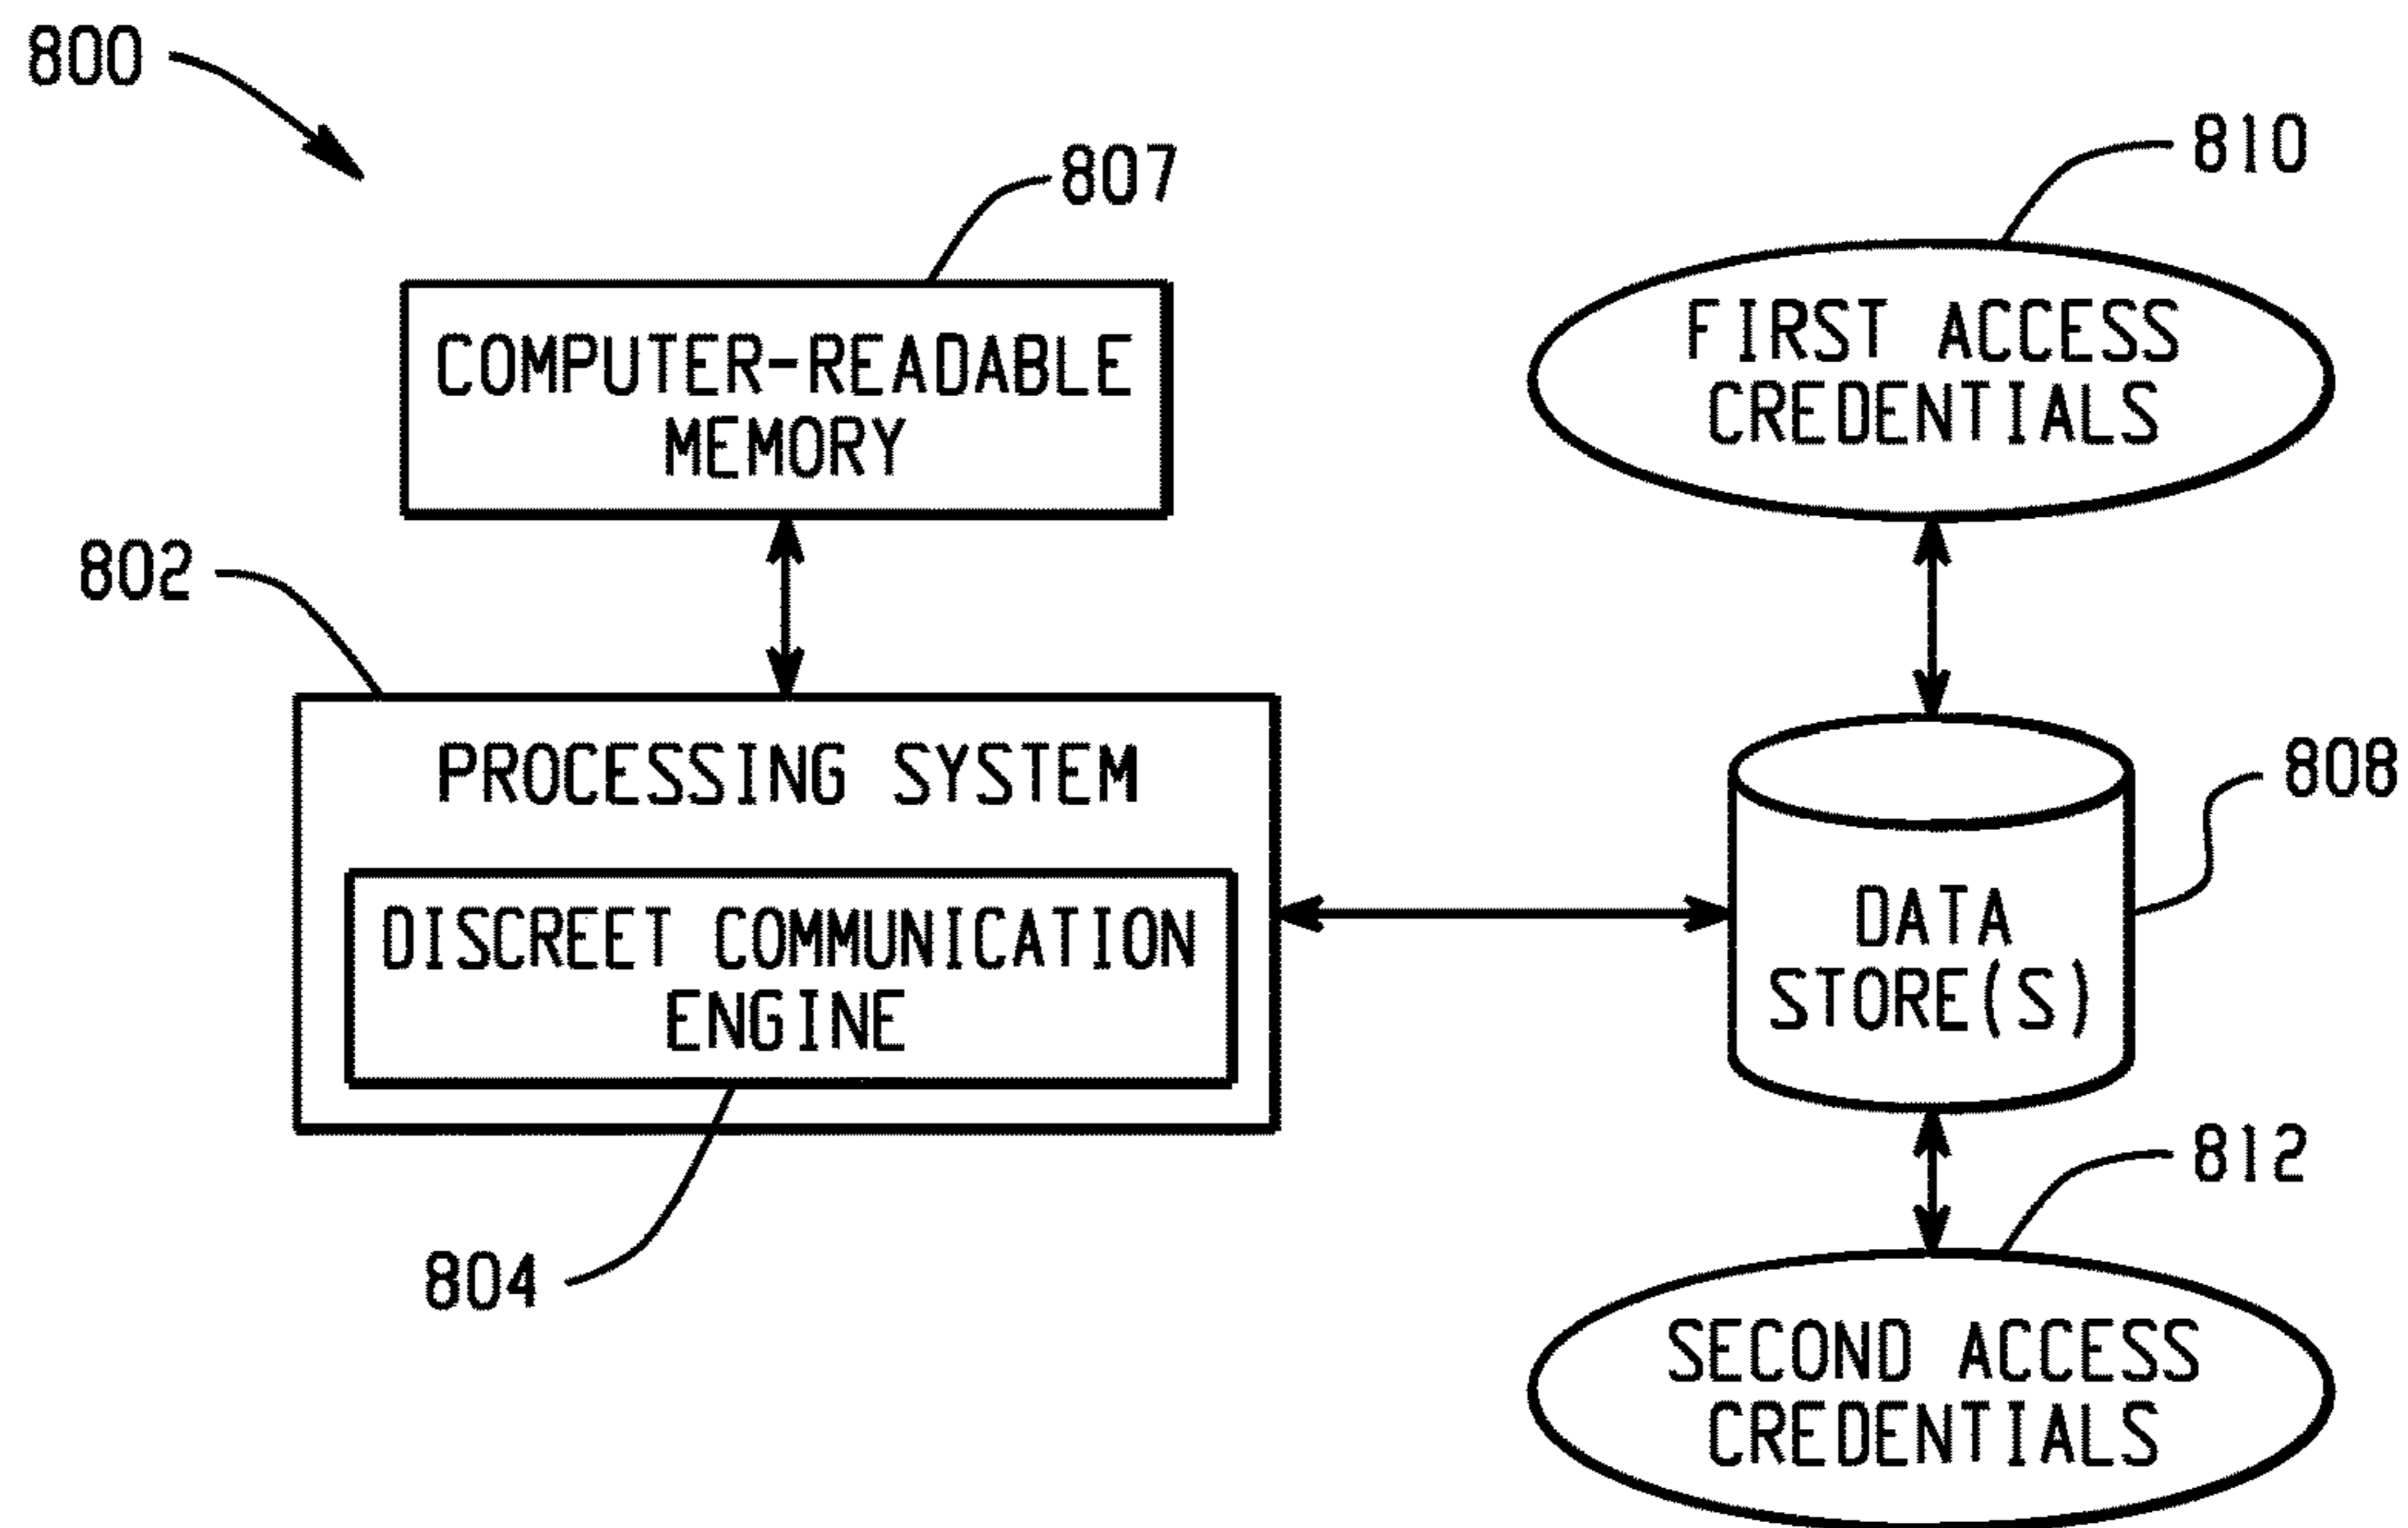 800
807
810
COMPUTER-READABLE
MEMORY
FIRST ACCESS
CREDENTIALS
802
PROCESSING SYSTEM
808
DISCREET COMMUNICATION
ENGINE
DATA
STORE(S)
804
812
SECOND ACCESS
CREDENTIALS